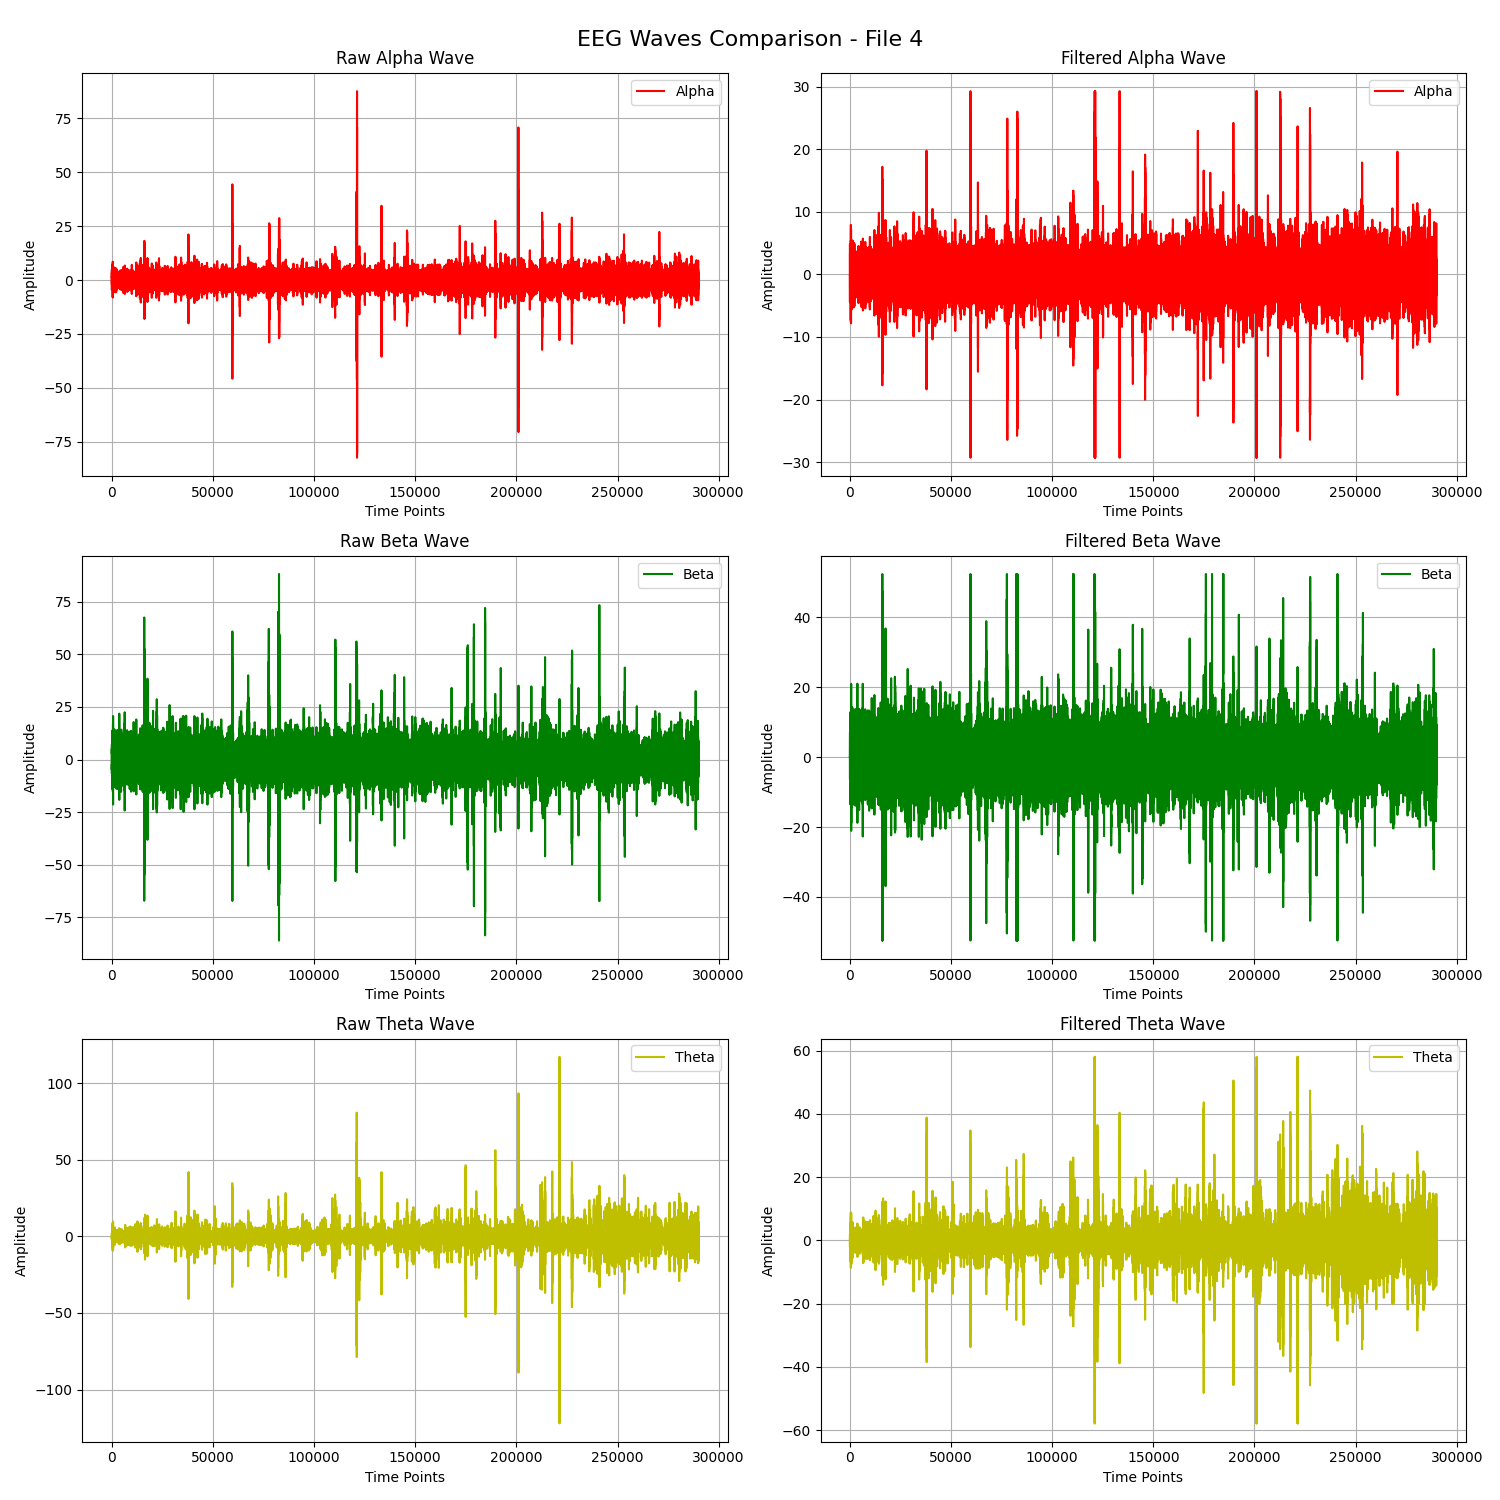 EEG Waves Comparison - File 4
Raw Alpha Wave
Alpha
75
50
25
0
−25
−50
−75
Amplitude
0 50000 100000 150000 200000 250000 300000
Time Points
Filtered Alpha Wave
Alpha
30
20
10
0
−10
−20
−30
Amplitude
0 50000 100000 150000 200000 250000 300000
Time Points
Raw Beta Wave
Beta
75
50
25
0
−25
−50
−75
Amplitude
0 50000 100000 150000 200000 250000 300000
Time Points
Filtered Beta Wave
Beta
40
20
0
−20
−40
Amplitude
0 50000 100000 150000 200000 250000 300000
Time Points
Raw Theta Wave
Theta
100
50
0
−50
−100
Amplitude
0 50000 100000 150000 200000 250000 300000
Time Points
Filtered Theta Wave
Theta
60
40
20
0
−20
−40
−60
Amplitude
0 50000 100000 150000 200000 250000 300000
Time Points